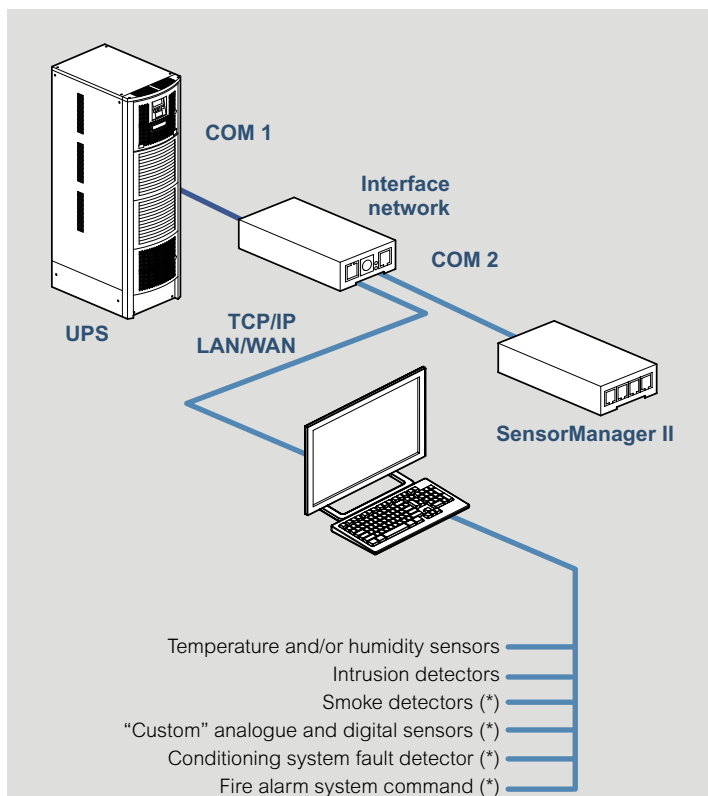 COM 1
Interface
network
COM 2
UPS
TCP/IP
LAN/WAN
SensorManager II
Temperature and/or humidity sensors
Intrusion detectors
Smoke detectors (*)
“Custom” analogue and digital sensors (*)
Conditioning system fault detector (*)
Fire alarm system command (*)